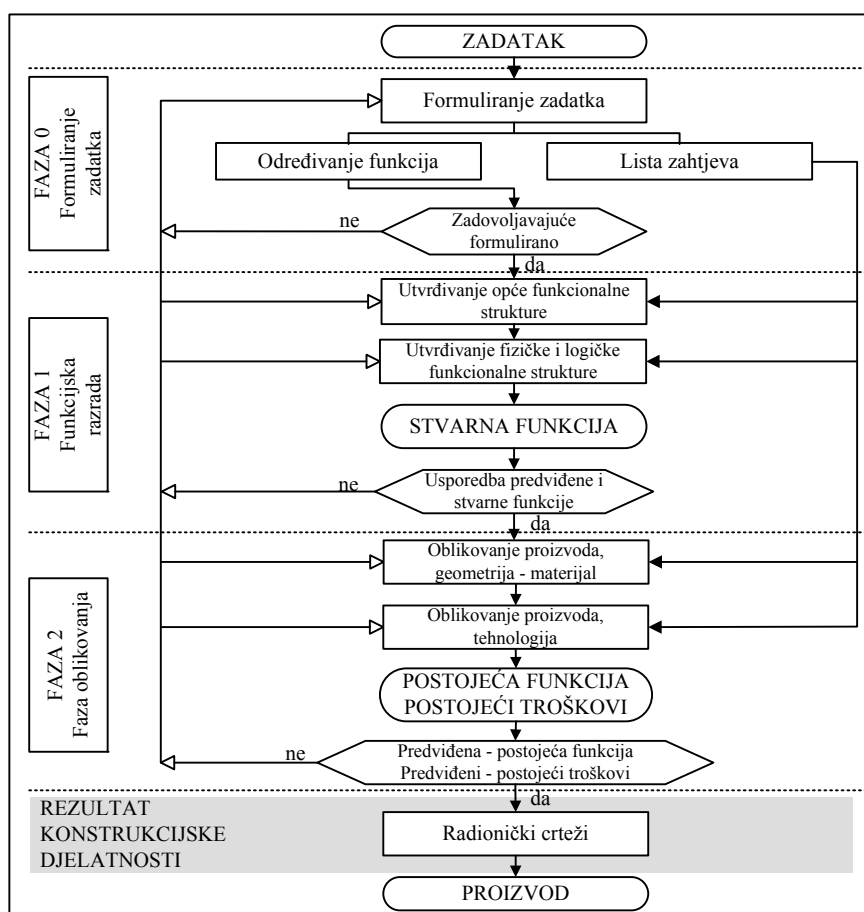 ZADATAK
FAZA 0
Formuliranje
zadatka
Formuliranje zadatka
Određivanje funkcija
Lista zahtjeva
ne
Zadovoljavajuće
formulirano
da
FAZA 1
Funkcijska
razrada
Utvrđivanje opće funkcionalne
strukture
Utvrđivanje fizičke i logičke
funkcionalne strukture
STVARNA FUNKCIJA
ne
Usporedba predviđene i
stvarne funkcije
da
FAZA 2
Faza oblikovanja
Oblikovanje proizvoda,
geometrija - materijal
Oblikovanje proizvoda,
tehnologija
POSTOJEĆA FUNKCIJA
POSTOJEĆI TROŠKOVI
ne
Predviđena - postojeća funkcija
Predviđeni - postojeći troškovi
da
REZULTAT
KONSTRUKCIJSKE
DJELATNOSTI
Radionički crteži
PROIZVOD